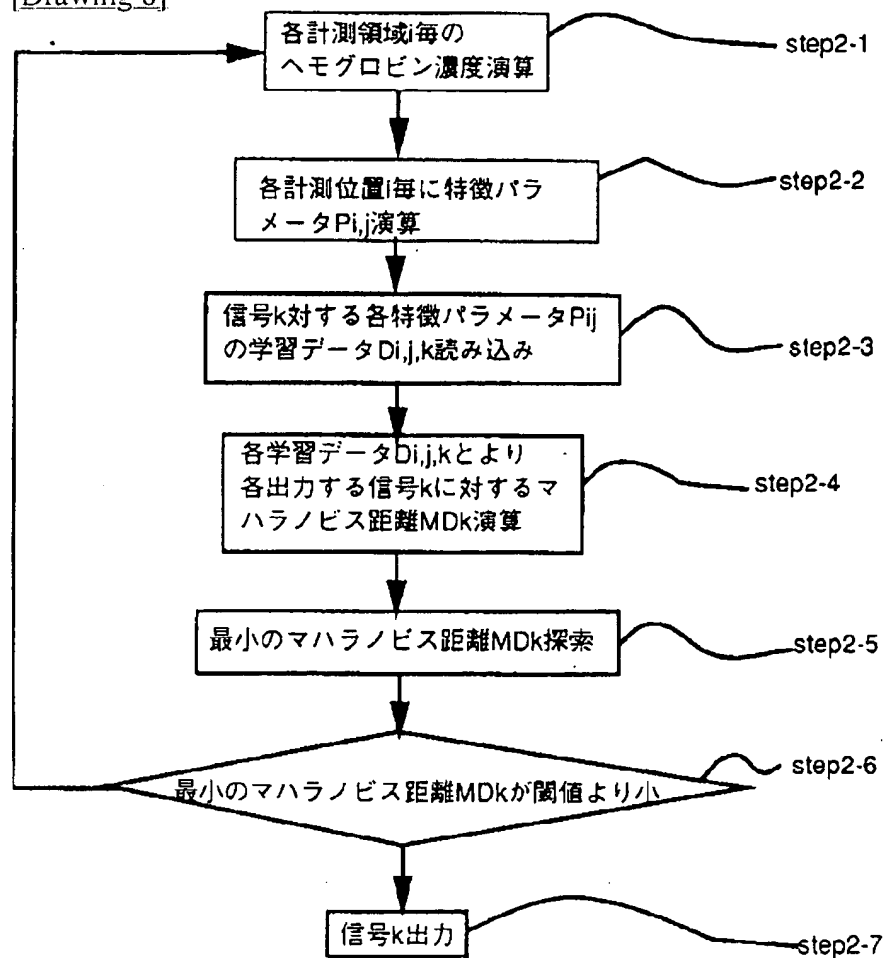 [Drawing 8]
各計測領域i毎の
ヘモグロビン濃度演算
step2-1
各計測位置i毎に特徴パラ
メータPi,j演算
step2-2
信号k対する各特徴パラメータPij
の学習データDi,j,k読み込み
step2-3
各学習データDi,j,kとより
各出力する信号kに対するマ
ハラノビス距離MDk演算
step2-4
最小のマハラノビス距離MDk探索
step2-5
最小のマハラノビス距離MDkが閾値より小
step2-6
信号k出力
step2-7